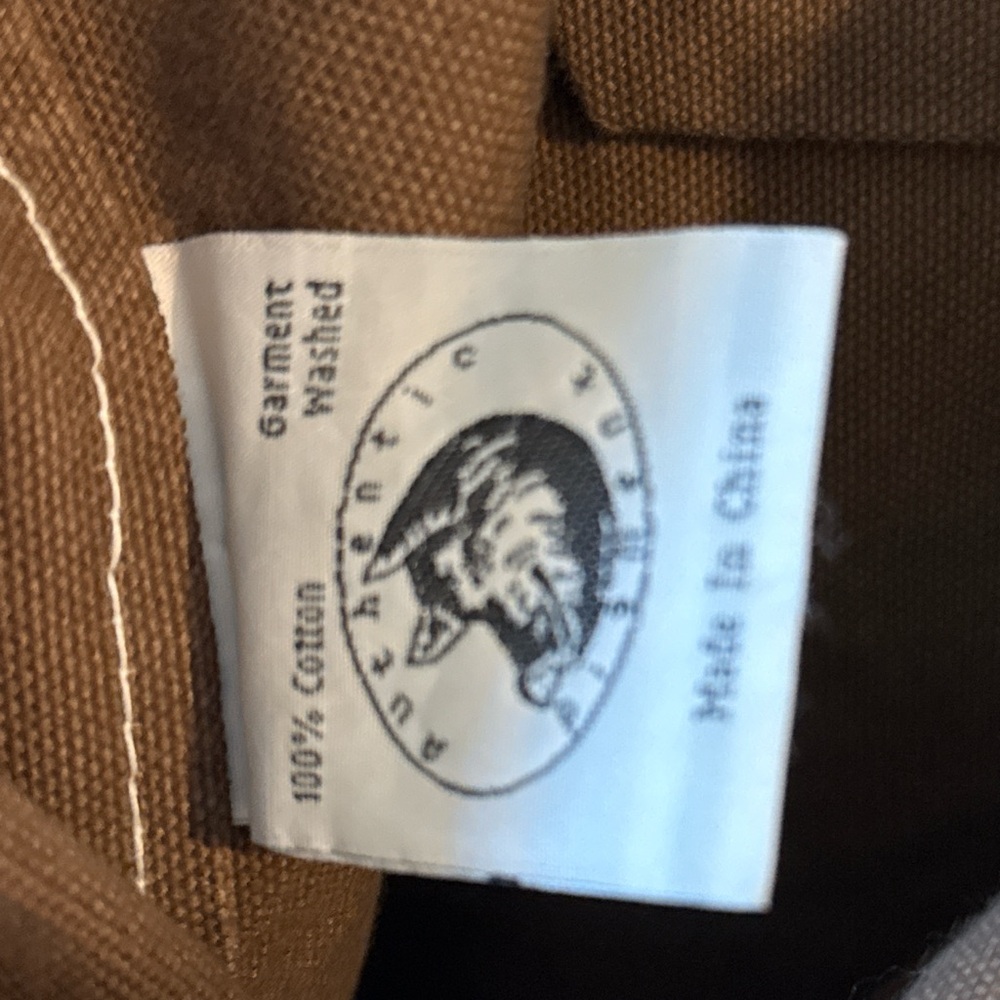 100% Cotton
Garment
Washed
Authentic
Made In China